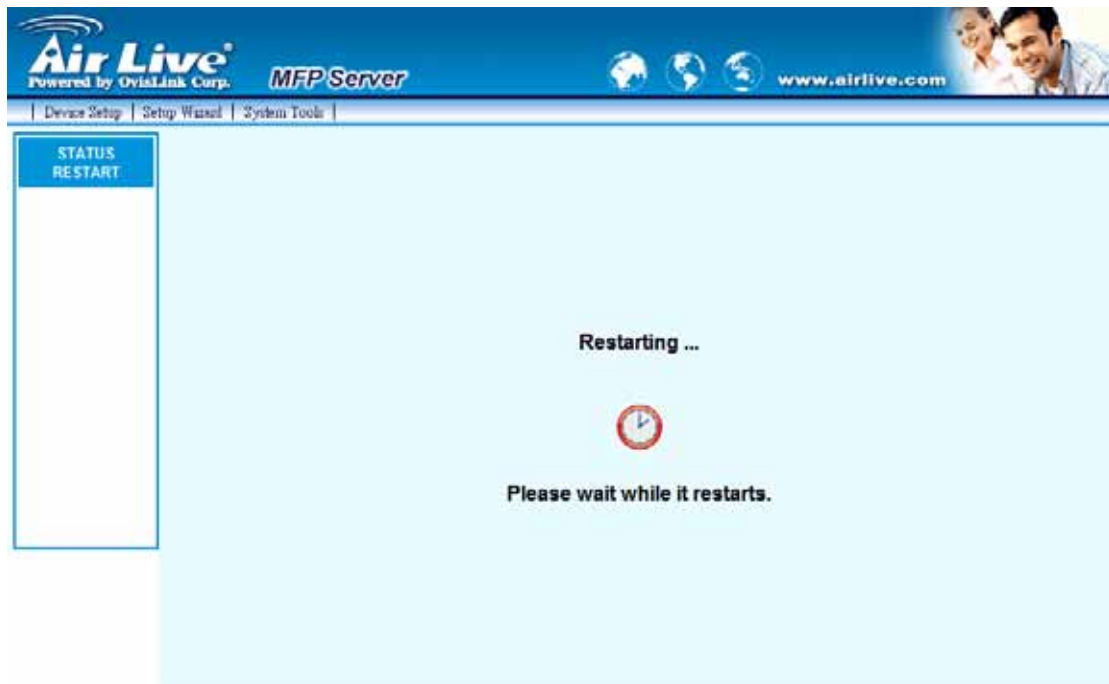 Air Live®
Powered by OvisLink Corp.
MFP Server
www.airlive.com
| Device Setup | Setup Wizard | System Tools |
STATUS
RESTART
Restarting ...
Please wait while it restarts.